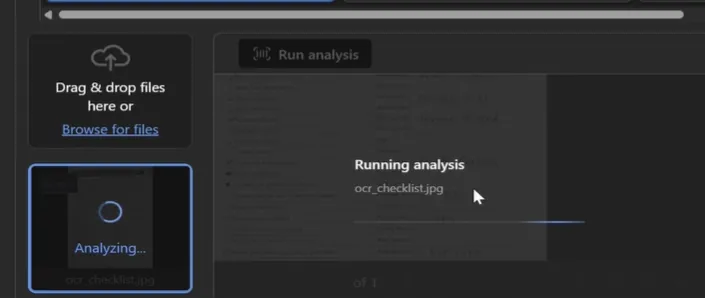 Drag & drop files
here or
Browse for files
Analyzing...
ocr_checklist.jpg
Run analysis
Running analysis
ocr_checklist.jpg
of 1